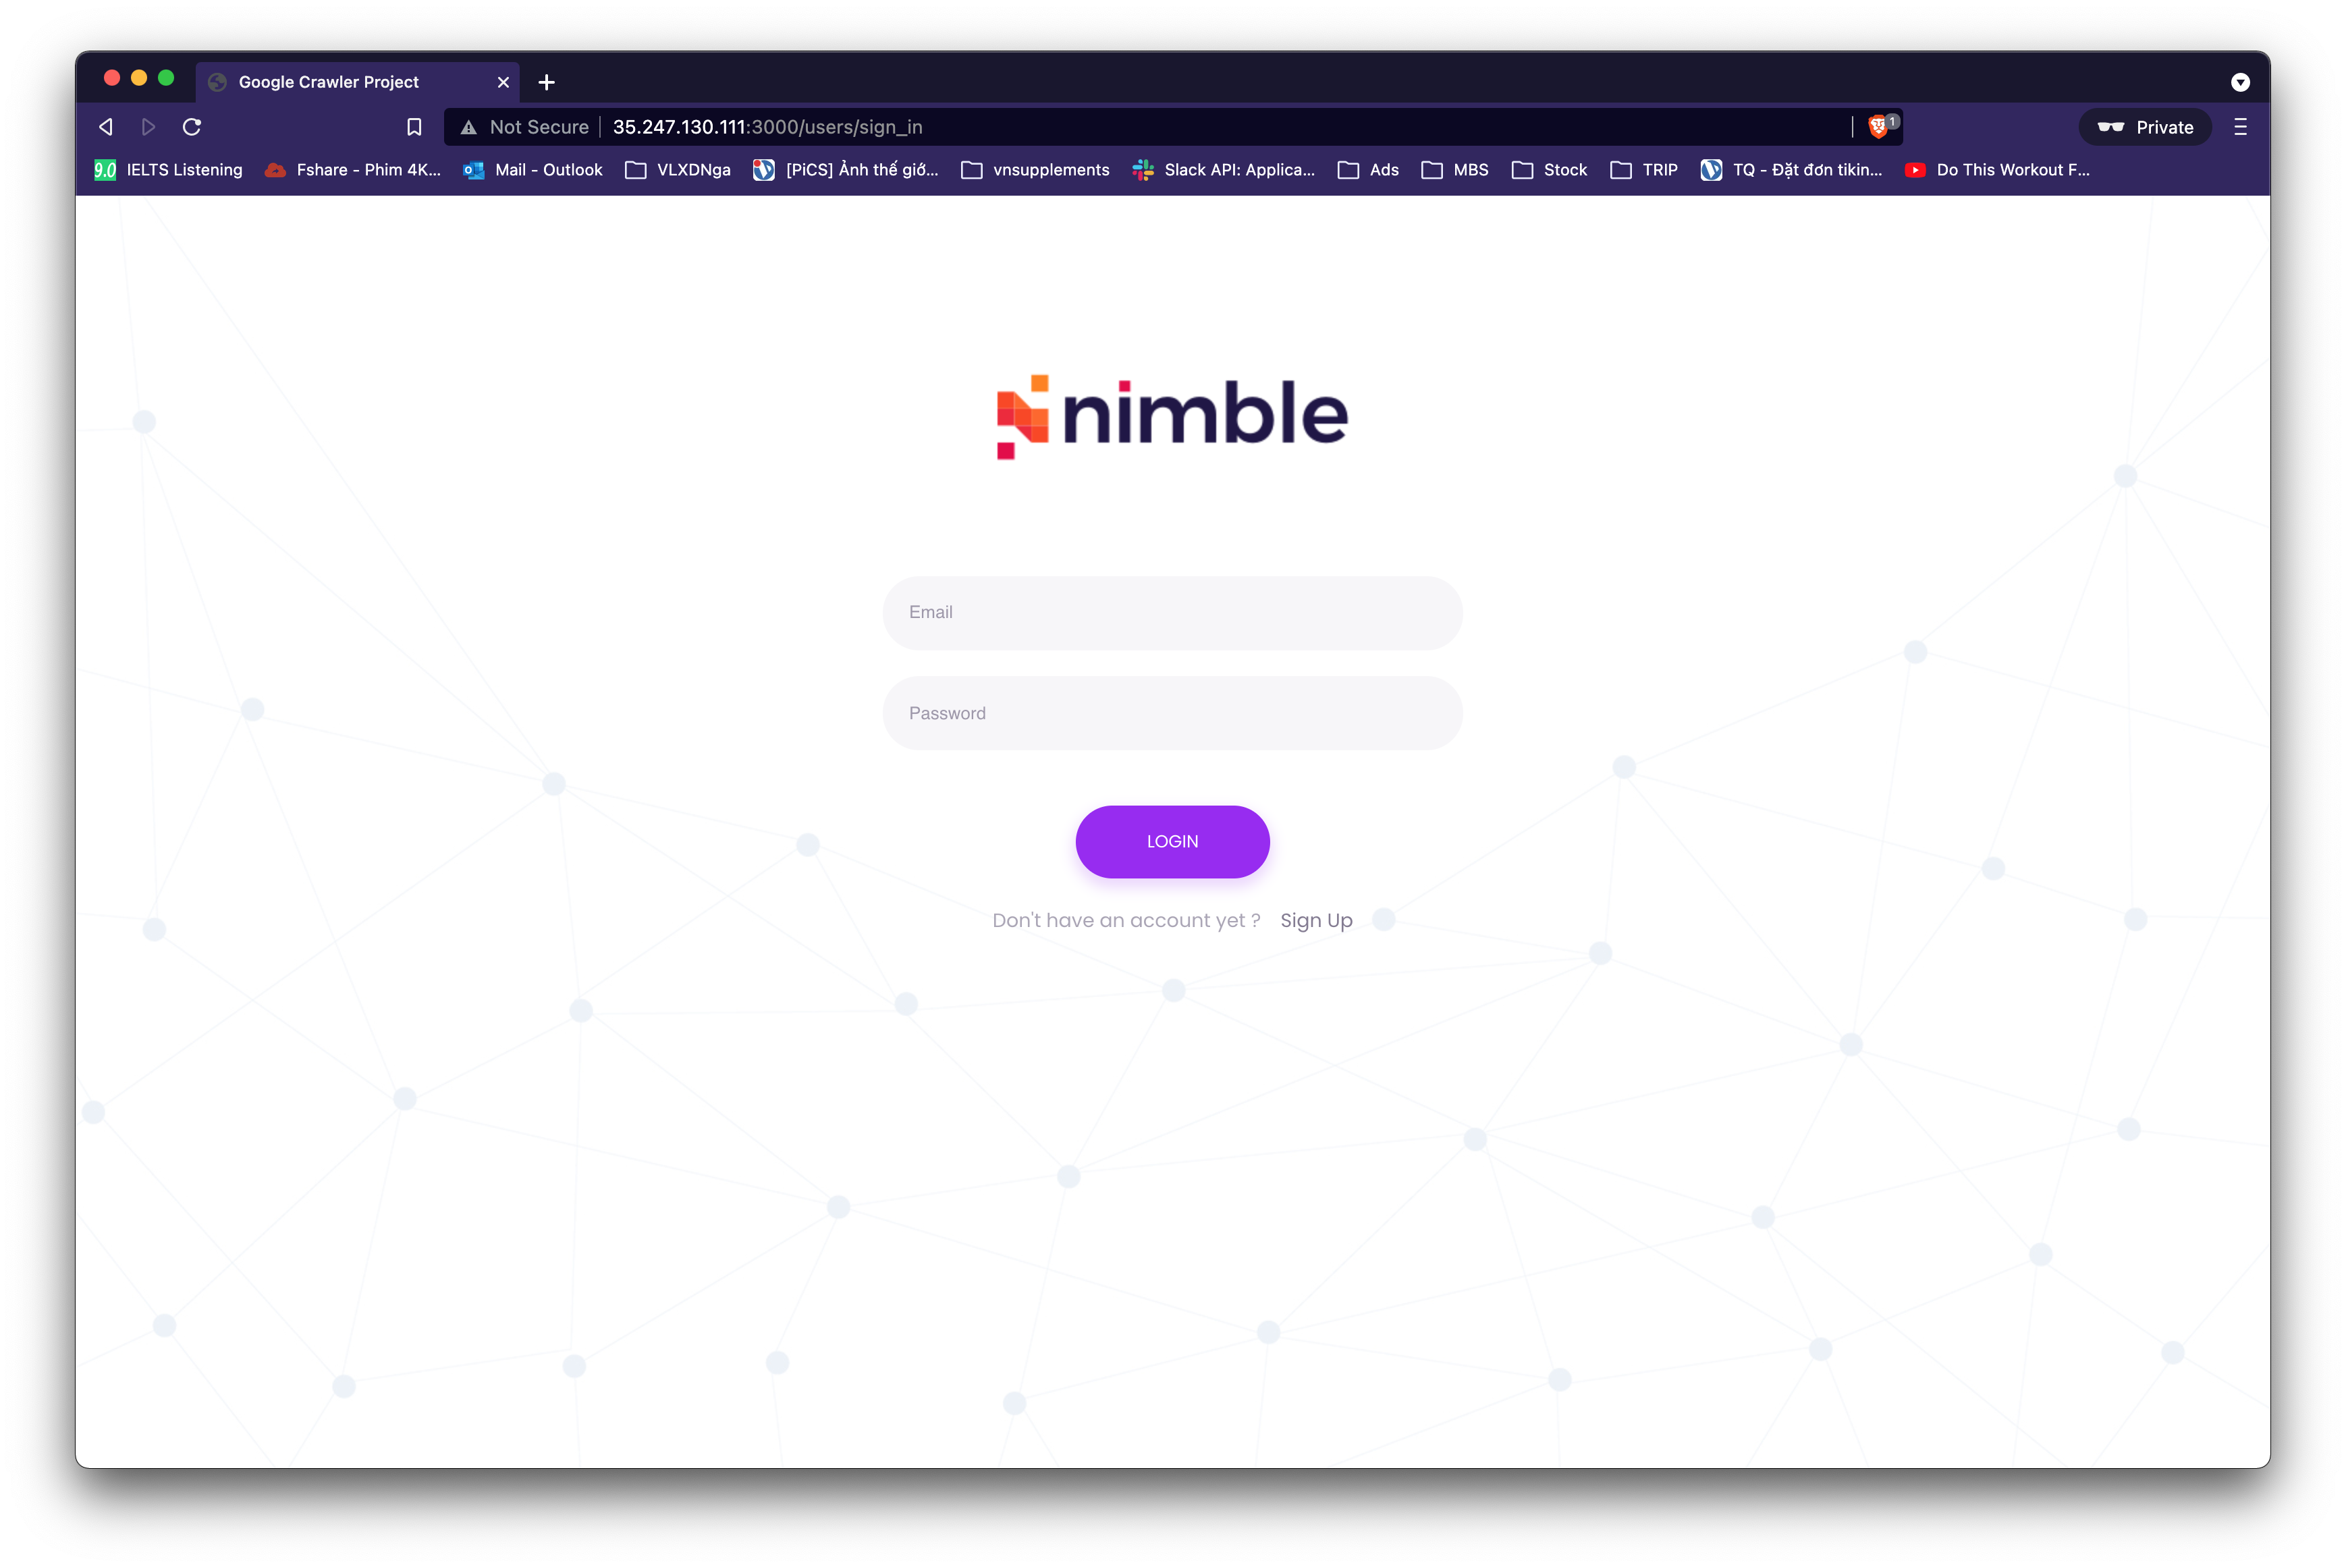 Google Crawler Project
Not Secure 35.247.130.111:3000/users/sign_in 1 Private
9.0 IELTS Listening Fshare - Phim 4K... Mail - Outlook VLXDNga [PiCS] Ảnh thế giớ... vnsupplements Slack API: Applica... Ads MBS Stock TRIP TQ - Đặt đơn tikin... Do This Workout F...
nimble
Email
Password
LOGIN
Don't have an account yet ? Sign Up